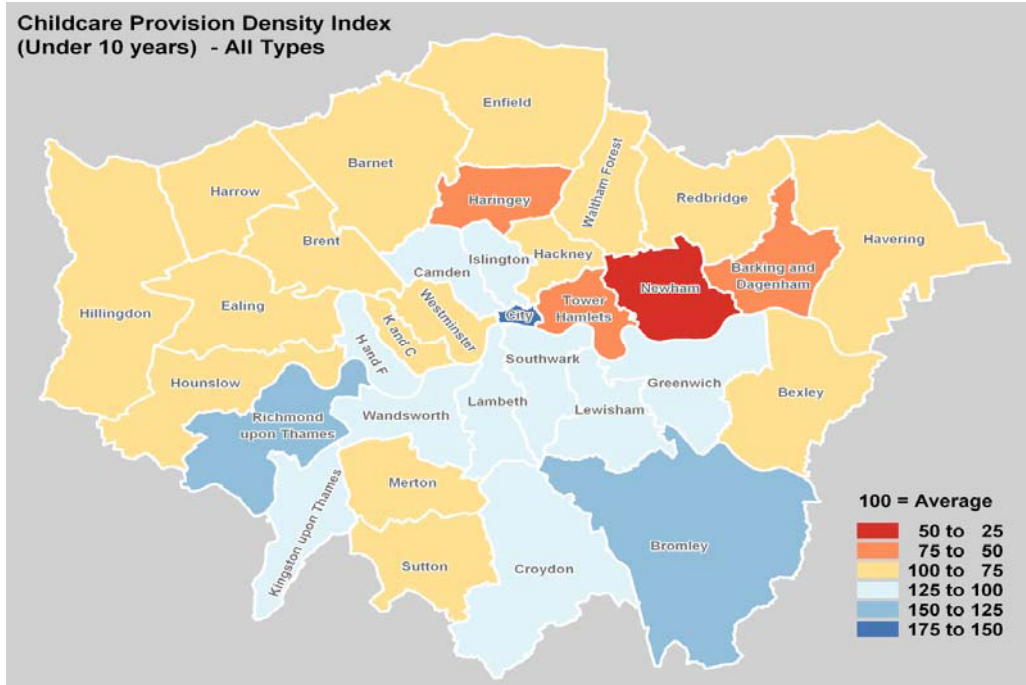 Childcare Provision Density Index
(Under 10 years) - All Types
Enfield
Barnet
Waltham Forest
Harrow
Haringey
Redbridge
Brent
Havering
Islington
Hackney
Camden
Barking and
Dagenham
Newham
Tower
Hamlets
Hillingdon
Ealing
Westminster
City
K and C
H and F
Southwark
Hounslow
Greenwich
Bexley
Lambeth
Wandsworth
Lewisham
Richmond
upon Thames
Merton
Kingston upon Thames
Bromley
Sutton
Croydon
100 = Average
50 to 25
75 to 50
100 to 75
125 to 100
150 to 125
175 to 150